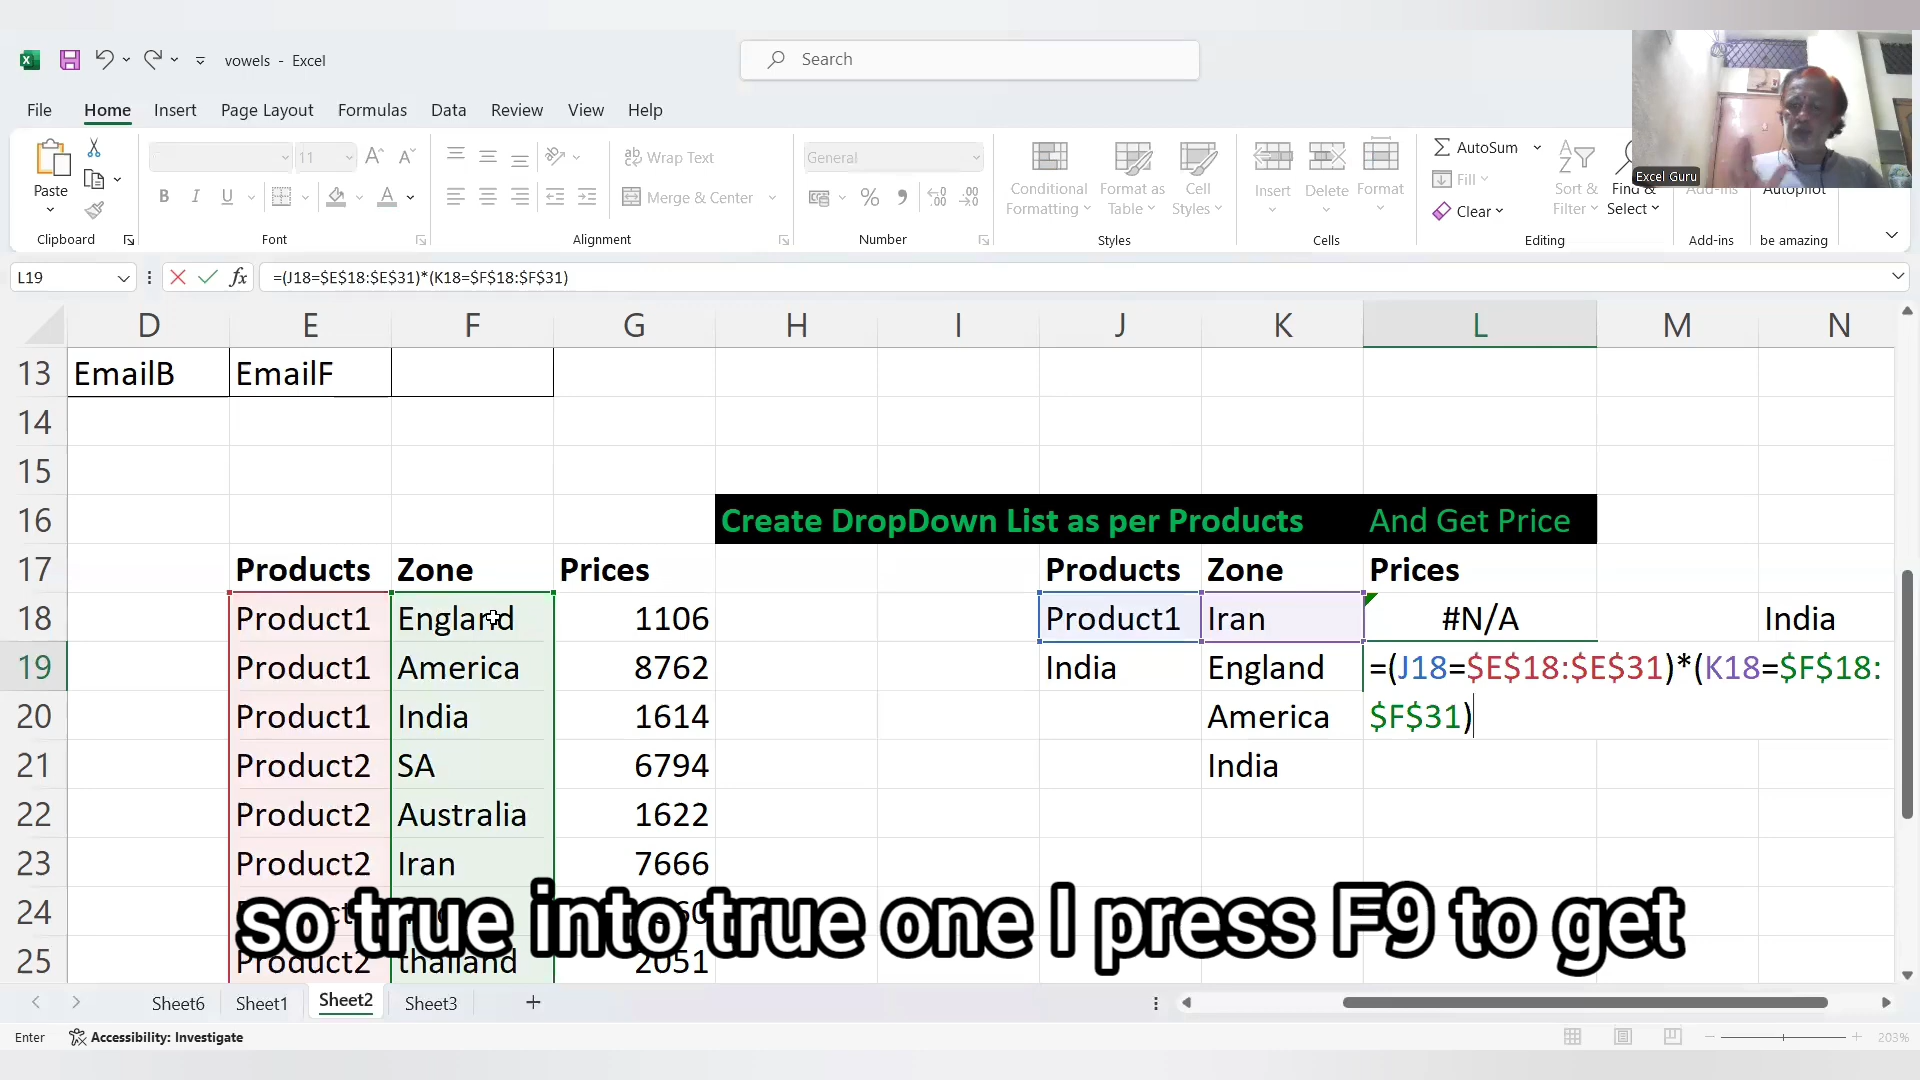 vowels - Excel
Search
File Home Insert Page Layout Formulas Data Review View Help
Paste
11
Wrap Text
Merge & Center
General
Conditional Formatting
Format as Table
Cell Styles
Insert
Delete
Format
AutoSum
Fill
Clear
Sort & Filter
Find & Select
Add-ins
Autopilot
Excel Guru
Clipboard Font Alignment Number Styles Cells Editing Add-ins be amazing
L19 fx =(J18=$E$18:$E$31)*(K18=$F$18:$F$31)
D E F G H I J K L M N
13 EmailB EmailF
14
15
16 Create DropDown List as per Products And Get Price
17 Products Zone Prices Products Zone Prices
18 Product1 England 1106 Product1 Iran #N/A India
19 Product1 America 8762 India England =(J18=$E$18:$E$31)*(K18=$F$18:
20 Product1 India 1614 America $F$31)
21 Product2 SA 6794 India
22 Product2 Australia 1622
23 Product2 Iran 7666
24
so true into true one I press F9 to get
25 Product2 thailand 2051
Sheet6 Sheet1 Sheet2 Sheet3
Enter Accessibility: Investigate 203%